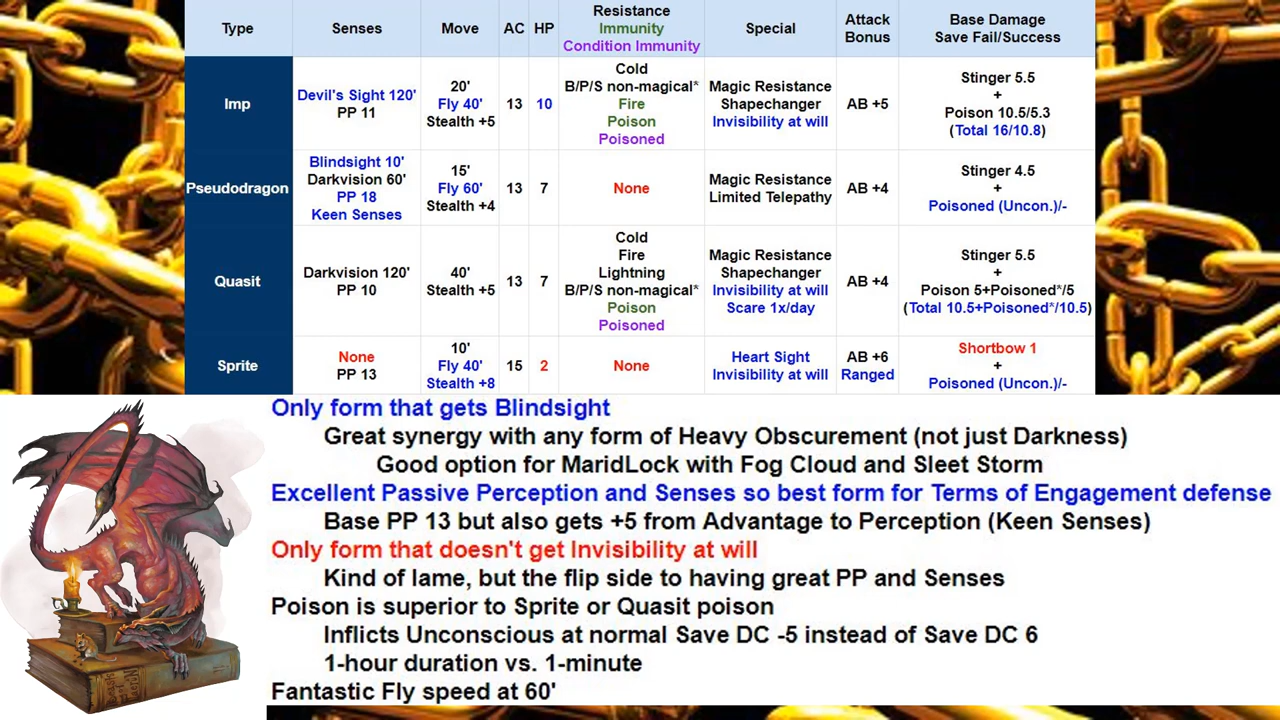 Type Senses Move AC HP Resistance Immunity Condition Immunity Special Attack Bonus Base Damage Save Fail/Success
Imp
Devil's Sight 120'
PP 11
20'
Fly 40'
Stealth +5
13
10
Cold
B/P/S non-magical*
Fire
Poison
Poisoned
Magic Resistance
Shapechanger
Invisibility at will
AB +5
Stinger 5.5
+
Poison 10.5/5.3
(Total 16/10.8)
Pseudodragon
Blindsight 10'
Darkvision 60'
PP 18
Keen Senses
15'
Fly 60'
Stealth +4
13
7
None
Magic Resistance
Limited Telepathy
AB +4
Stinger 4.5
+
Poisoned (Uncon.)/-
Quasit
Darkvision 120'
PP 10
40'
Stealth +5
13
7
Cold
Fire
Lightning
B/P/S non-magical*
Poison
Poisoned
Magic Resistance
Shapechanger
Invisibility at will
Scare 1x/day
AB +4
Stinger 5.5
+
Poison 5+Poisoned*/5
(Total 10.5+Poisoned*/10.5)
Sprite
None
PP 13
10'
Fly 40'
Stealth +8
15
2
None
Heart Sight
Invisibility at will
AB +6
Ranged
Shortbow 1
+
Poisoned (Uncon.)/-
Only form that gets Blindsight
Great synergy with any form of Heavy Obscurement (not just Darkness)
Good option for MaridLock with Fog Cloud and Sleet Storm
Excellent Passive Perception and Senses so best form for Terms of Engagement defense
Base PP 13 but also gets +5 from Advantage to Perception (Keen Senses)
Only form that doesn't get Invisibility at will
Kind of lame, but the flip side to having great PP and Senses
Poison is superior to Sprite or Quasit poison
Inflicts Unconscious at normal Save DC -5 instead of Save DC 6
1-hour duration vs. 1-minute
Fantastic Fly speed at 60'